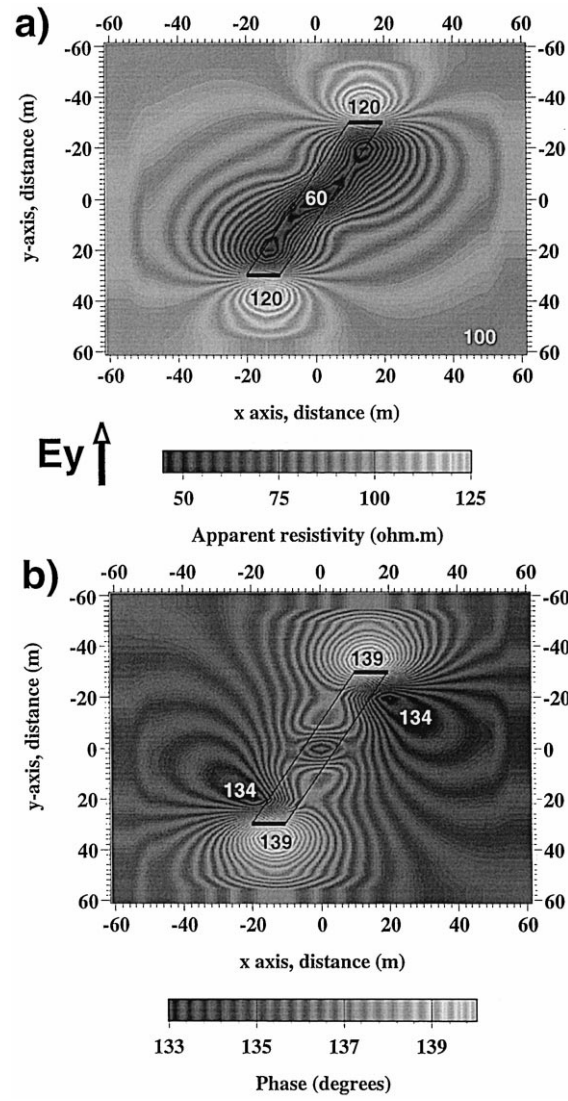 a)
-60 -40 -20 0 20 40 60
-60 -60
-40 -40
-20 -20
0 0
20 20
40 40
60 60
120
60
120
100
-60 -40 -20 0 20 40 60
y-axis, distance (m)
x axis, distance (m)
Ey
50 75 100 125
Apparent resistivity (ohm.m)
b)
-60 -40 -20 0 20 40 60
-60 -60
-40 -40
-20 -20
0 0
20 20
40 40
60 60
139
134
134
139
-60 -40 -20 0 20 40 60
y-axis, distance (m)
x axis, distance (m)
133 135 137 139
Phase (degrees)